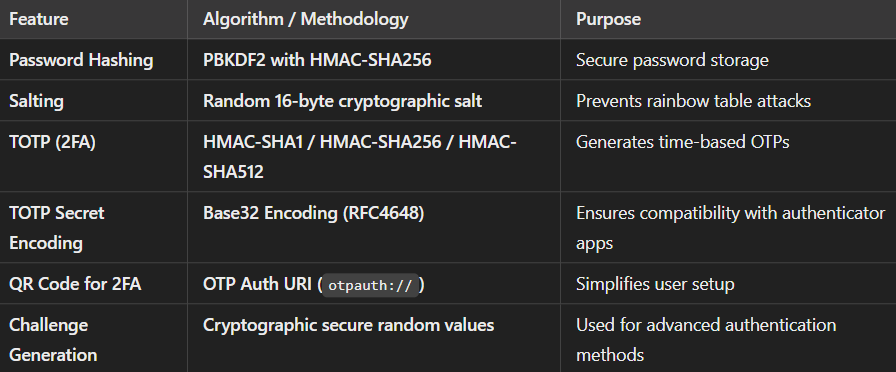 Feature Algorithm / Methodology Purpose
Password Hashing PBKDF2 with HMAC-SHA256 Secure password storage
Salting Random 16-byte cryptographic salt Prevents rainbow table attacks
TOTP (2FA) HMAC-SHA1 / HMAC-SHA256 / HMAC- Generates time-based OTPs
SHA512
TOTP Secret Base32 Encoding (RFC4648) Ensures compatibility with authenticator
Encoding apps
QR Code for 2FA OTP Auth URI (otpauth://) Simplifies user setup
Challenge Cryptographic secure random values Used for advanced authentication
Generation methods